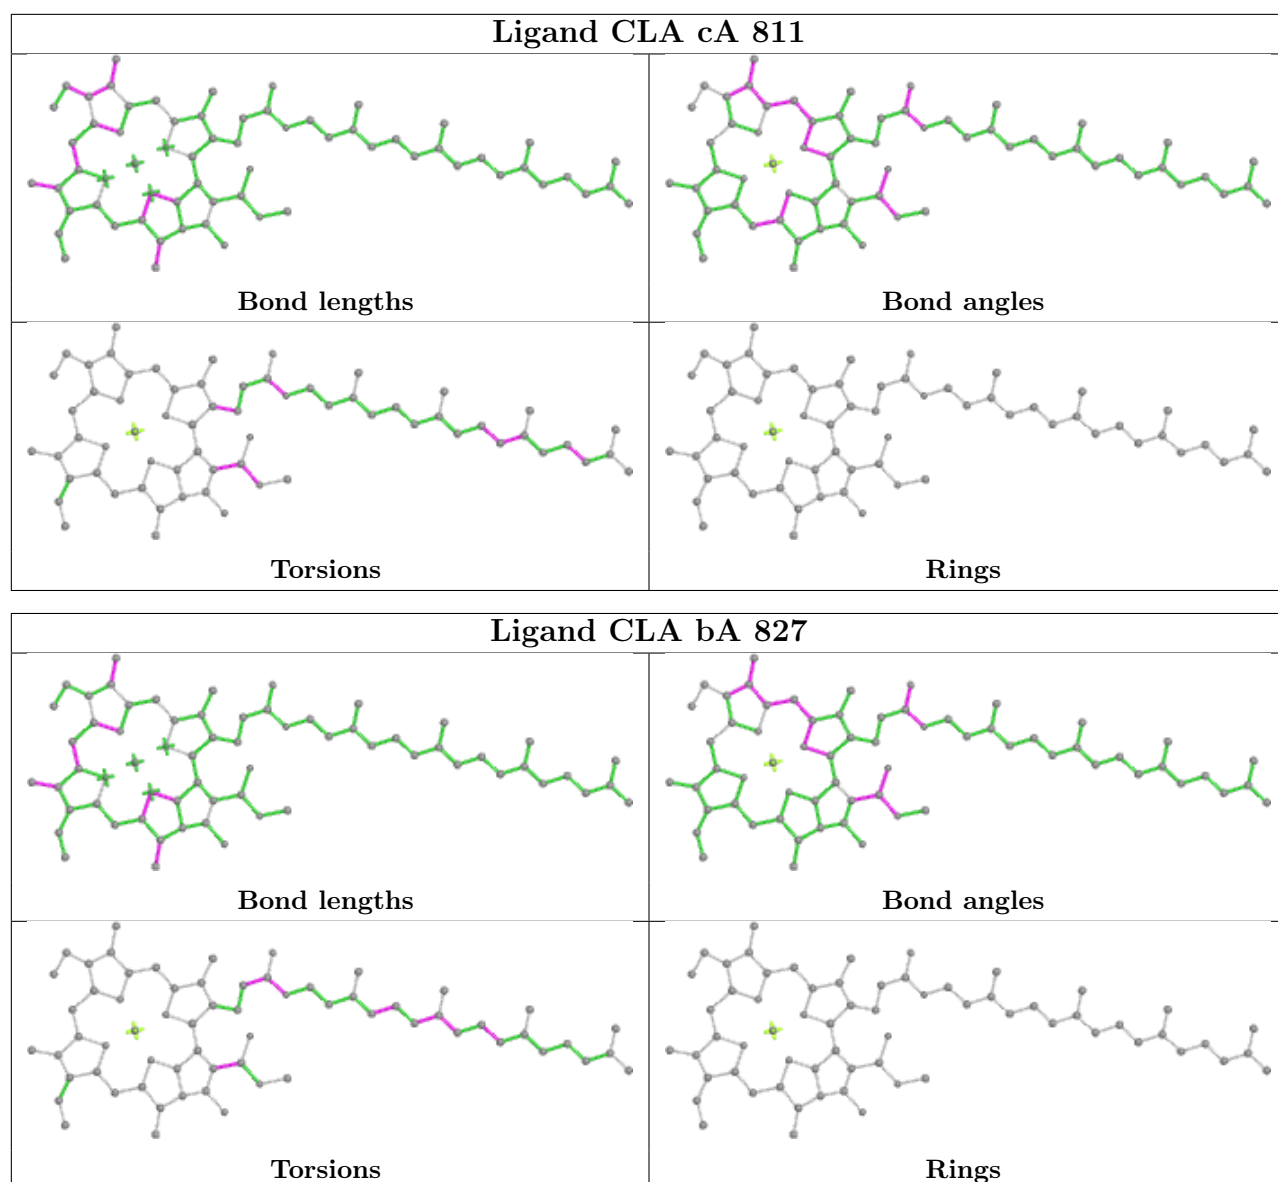 Ligand CLA cA 811
Bond lengths
Bond angles
Torsions
Rings
Ligand CLA bA 827
Bond lengths
Bond angles
Torsions
Rings